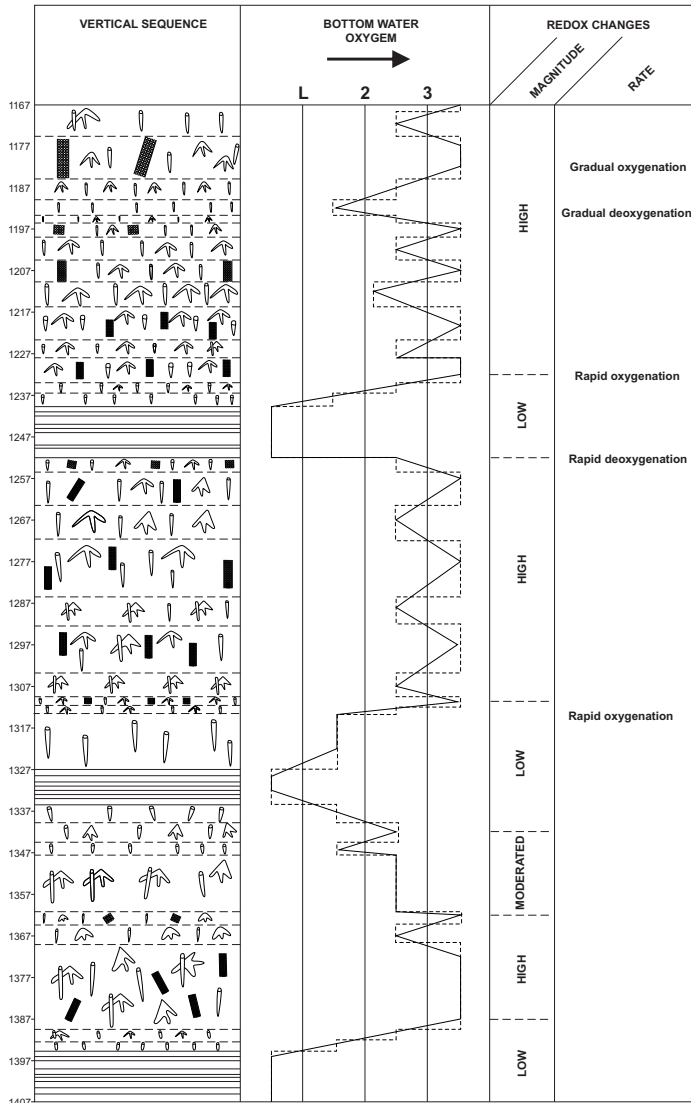 VERTICAL SEQUENCE
BOTTOM WATER
OXYGEM
REDOX CHANGES
MAGNITUDE
RATE
L 2 3
1167
1177
Gradual oxygenation
1187
Gradual deoxygenation
1197
HIGH
1207
1217
1227
Rapid oxygenation
1237
LOW
1247
Rapid deoxygenation
1257
1267
1277
HIGH
1287
1297
1307
Rapid oxygenation
1317
LOW
1327
1337
1347
MODERATED
1357
1367
1377
HIGH
1387
1397
LOW
1407